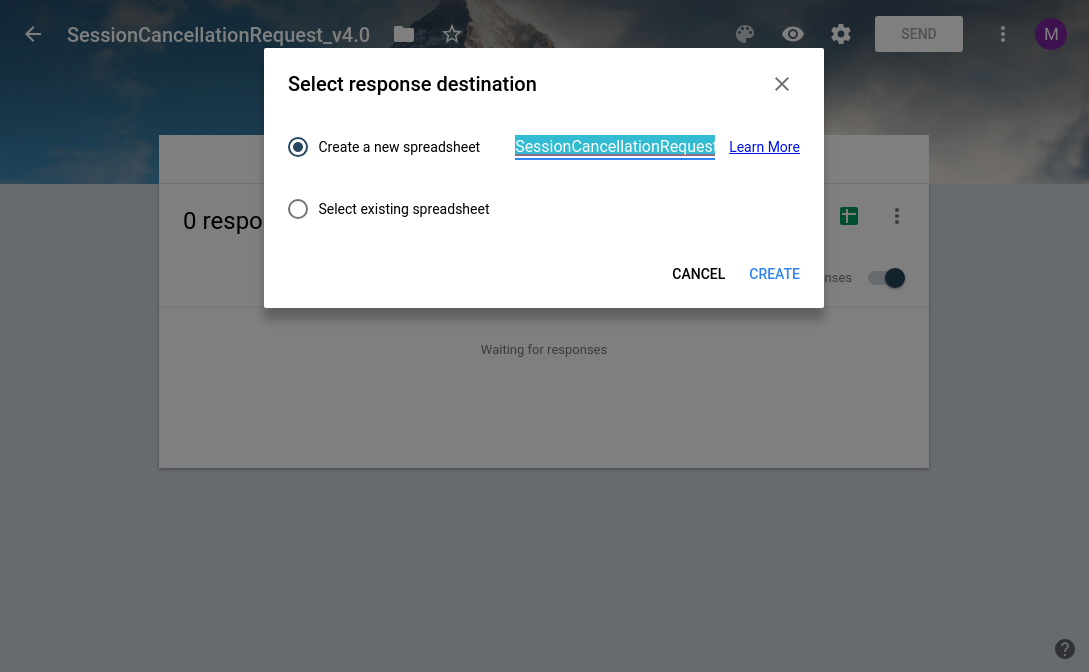 SessionCancellationRequest_v4.0
SEND
M
Select response destination
Create a new spreadsheet
SessionCancellationRequest
Learn More
Select existing spreadsheet
0 respo
CANCEL
CREATE
nses
Waiting for responses
?